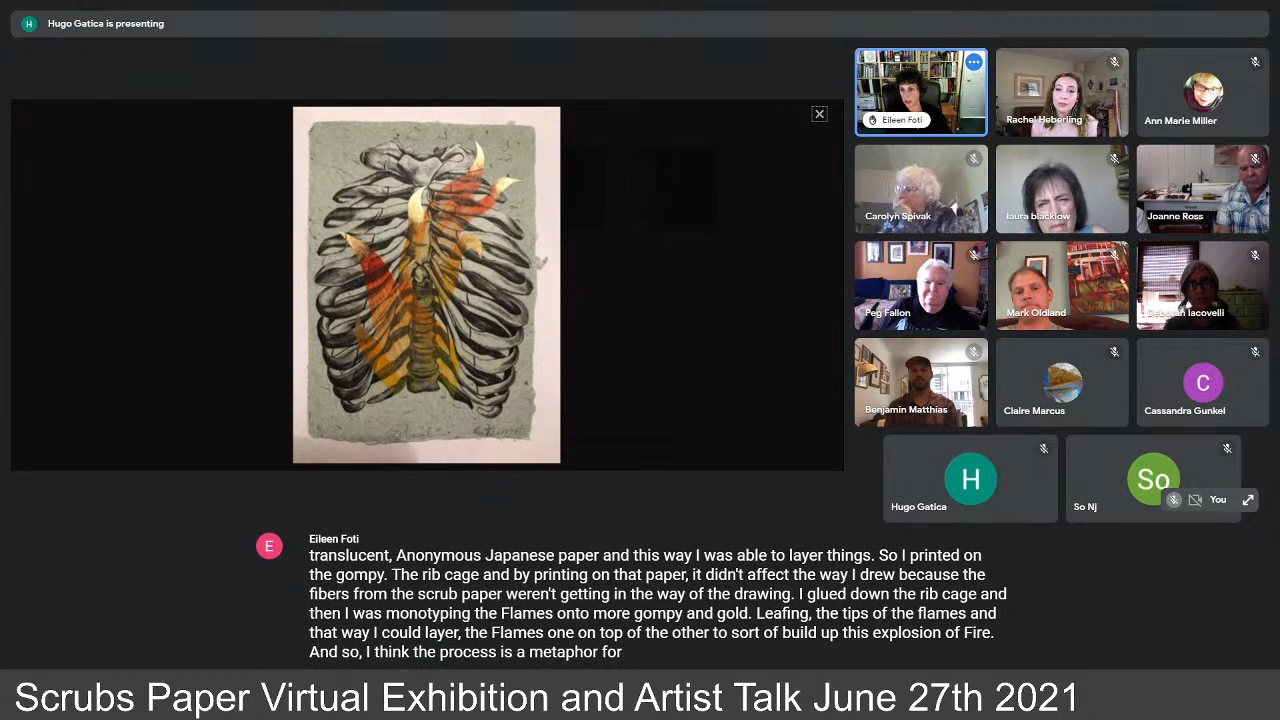 H Hugo Gatica is presenting
Eileen Foti
Rachel Heberling
Ann Marie Miller
Carolyn Spivak
laura blacklow
Joanne Ross
Peg Fallon
Mark Oldland
Deborah Iacovelli
Benjamin Matthias
Claire Marcus
C
Cassandra Gunkel
H
Hugo Gatica
So
So Nj
You
E
Eileen Foti
translucent, Anonymous Japanese paper and this way I was able to layer things. So I printed on
the gompy. The rib cage and by printing on that paper, it didn't affect the way I drew because the
fibers from the scrub paper weren't getting in the way of the drawing. I glued down the rib cage and
then I was monotyping the Flames onto more gompy and gold. Leafing, the tips of the flames and
that way I could layer, the Flames one on top of the other to sort of build up this explosion of Fire.
And so, I think the process is a metaphor for
Scrubs Paper Virtual Exhibition and Artist Talk June 27th 2021